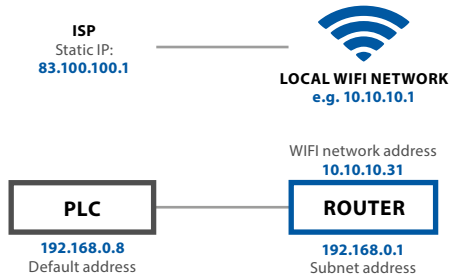 ISP
Static IP:
83.100.100.1
LOCAL WIFI NETWORK
e.g. 10.10.10.1
WIFI network address
10.10.10.31
PLC
ROUTER
192.168.0.8
Default address
192.168.0.1
Subnet address